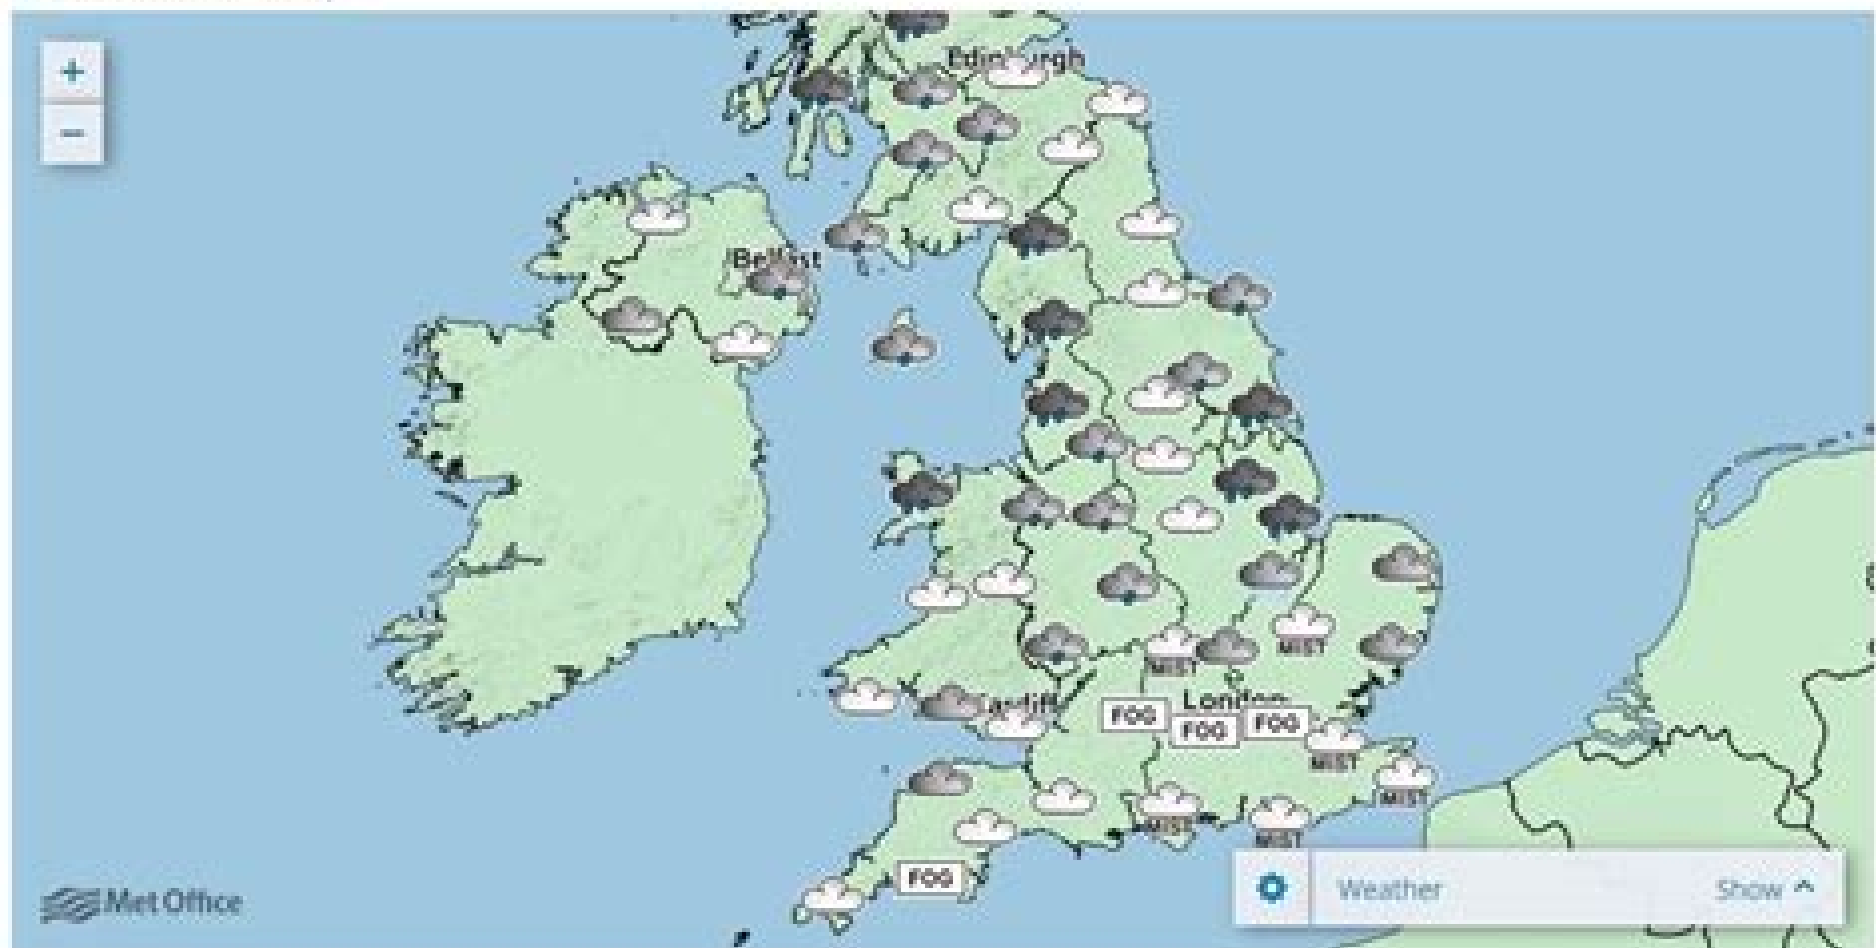 +
Edinburgh
−
Belfast
MIST
MIST
Cardiff
London
FOG
FOG
FOG
MIST
MIST
MIST
MIST
FOG
Weather
Show
Met Office